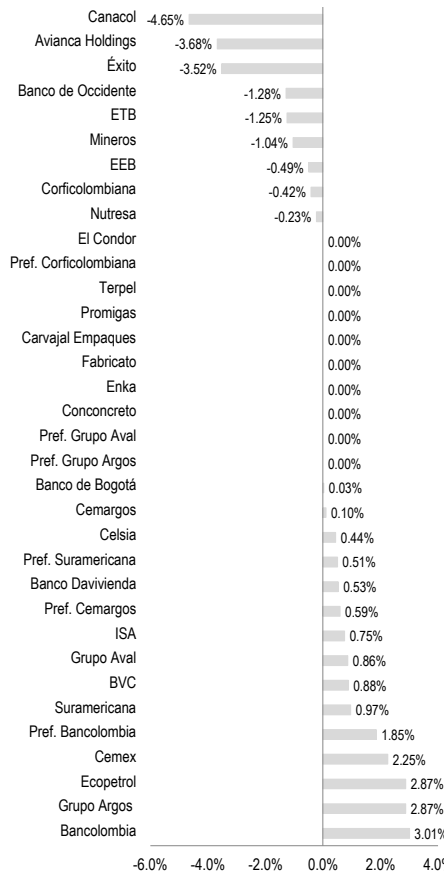 Canacol -4.65%
Avianca Holdings -3.68%
Éxito -3.52%
Banco de Occidente -1.28%
ETB -1.25%
Mineros -1.04%
EEB -0.49%
Corficolombiana -0.42%
Nutresa -0.23%
El Condor 0.00%
Pref. Corficolombiana 0.00%
Terpel 0.00%
Promigas 0.00%
Carvajal Empaques 0.00%
Fabricato 0.00%
Enka 0.00%
Conconcreto 0.00%
Pref. Grupo Aval 0.00%
Pref. Grupo Argos 0.00%
Banco de Bogotá 0.03%
Cemargos 0.10%
Celsia 0.44%
Pref. Suramericana 0.51%
Banco Davivienda 0.53%
Pref. Cemargos 0.59%
ISA 0.75%
Grupo Aval 0.86%
BVC 0.88%
Suramericana 0.97%
Pref. Bancolombia 1.85%
Cemex 2.25%
Ecopetrol 2.87%
Grupo Argos 2.87%
Bancolombia 3.01%
-6.0% -4.0% -2.0% 0.0% 2.0% 4.0%